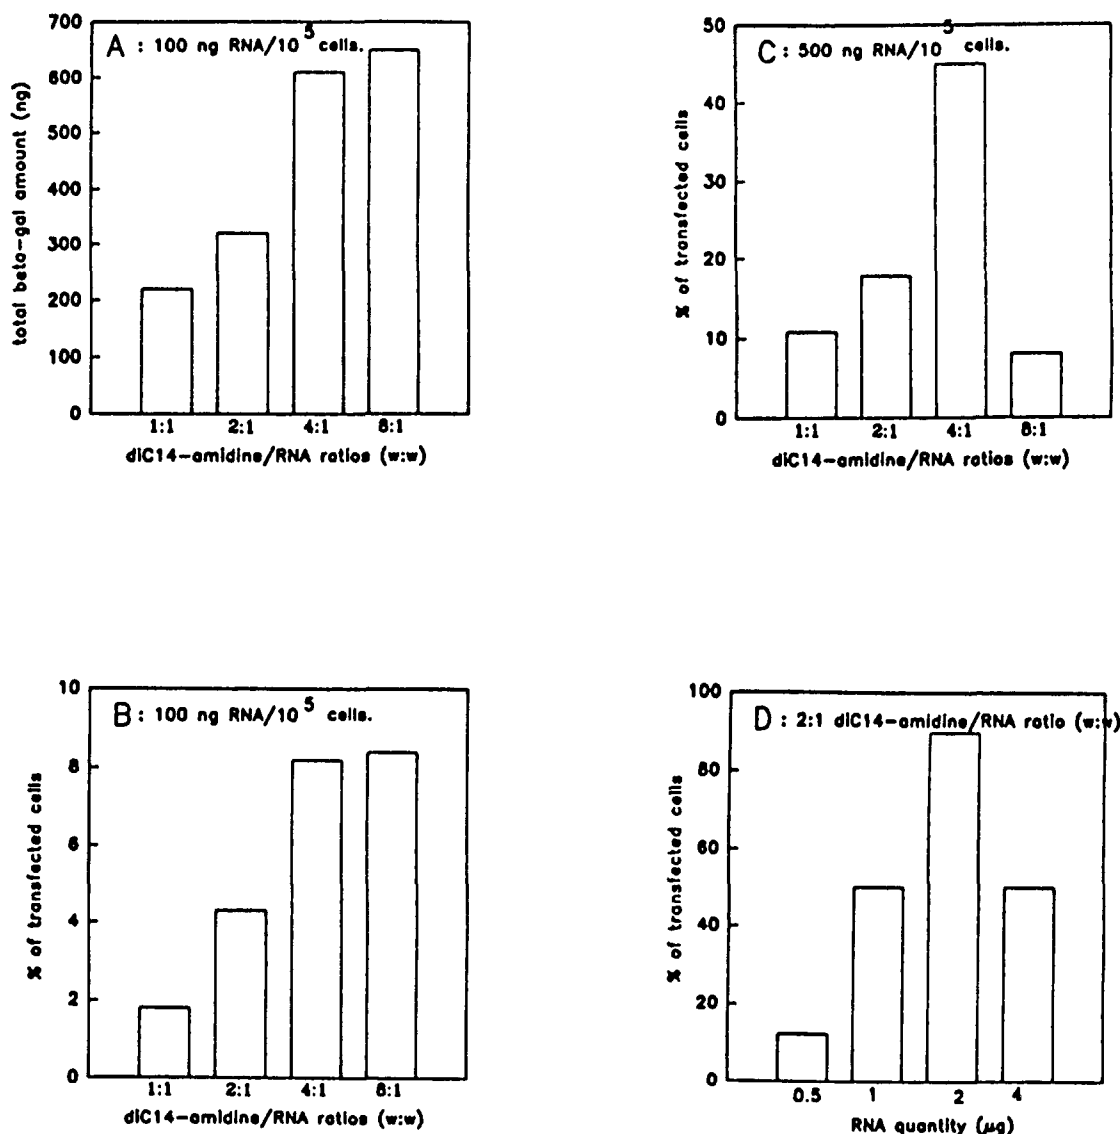 A : 100 ng RNA/10 5 cells.
total beta-gal amount (ng)
700
600
500
400
300
200
100
0
1:1 2:1 4:1 8:1
diC14-amidine/RNA ratios (w:w)
C : 500 ng RNA/10 5 cells.
% of transfected cells
50
40
30
20
10
0
1:1 2:1 4:1 8:1
diC14-amidine/RNA ratios (w:w)
B : 100 ng RNA/10 5 cells.
% of transfected cells
10
8
6
4
2
0
1:1 2:1 4:1 8:1
diC14-amidine/RNA ratios (w:w)
D : 2:1 diC14-amidine/RNA ratio (w:w)
% of transfected cells
100
80
60
40
20
0
0.5 1 2 4
RNA quantity (µg)